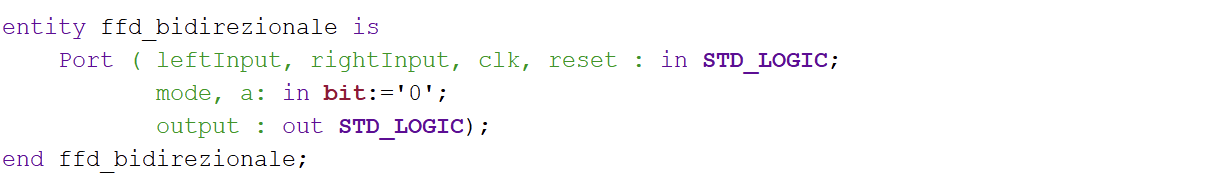 entity ffd_bidirezionale is
Port ( leftInput, rightInput, clk, reset : in STD_LOGIC;
mode, a: in bit:='0';
output : out STD_LOGIC);
end ffd_bidirezionale;